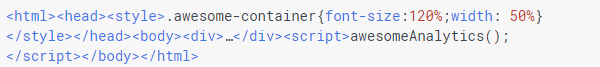 <html><head><style>.awesome-container{font-size:120%;width: 50%}
</style></head><body><div>…</div><script>awesomeAnalytics();
</script></body></html>